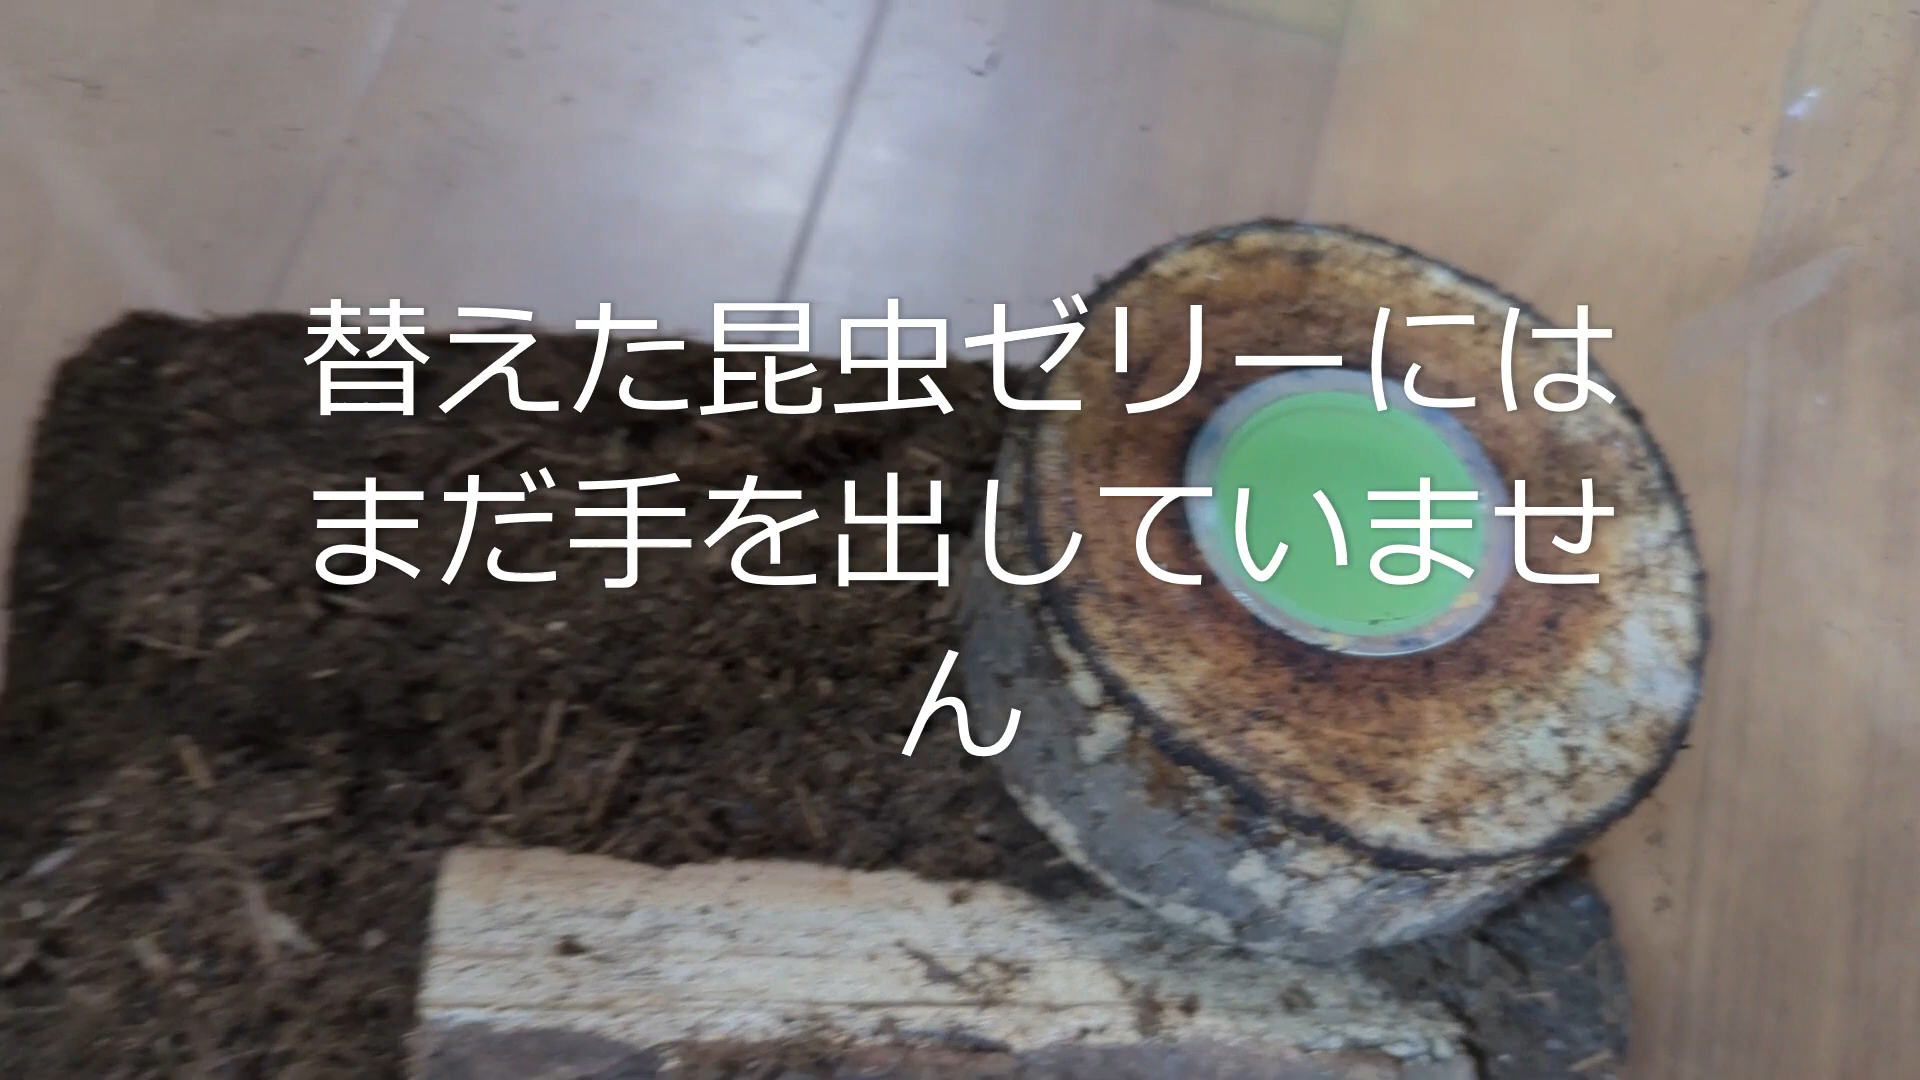 替えた昆虫ゼリーには
まだ手を出していませ
ん